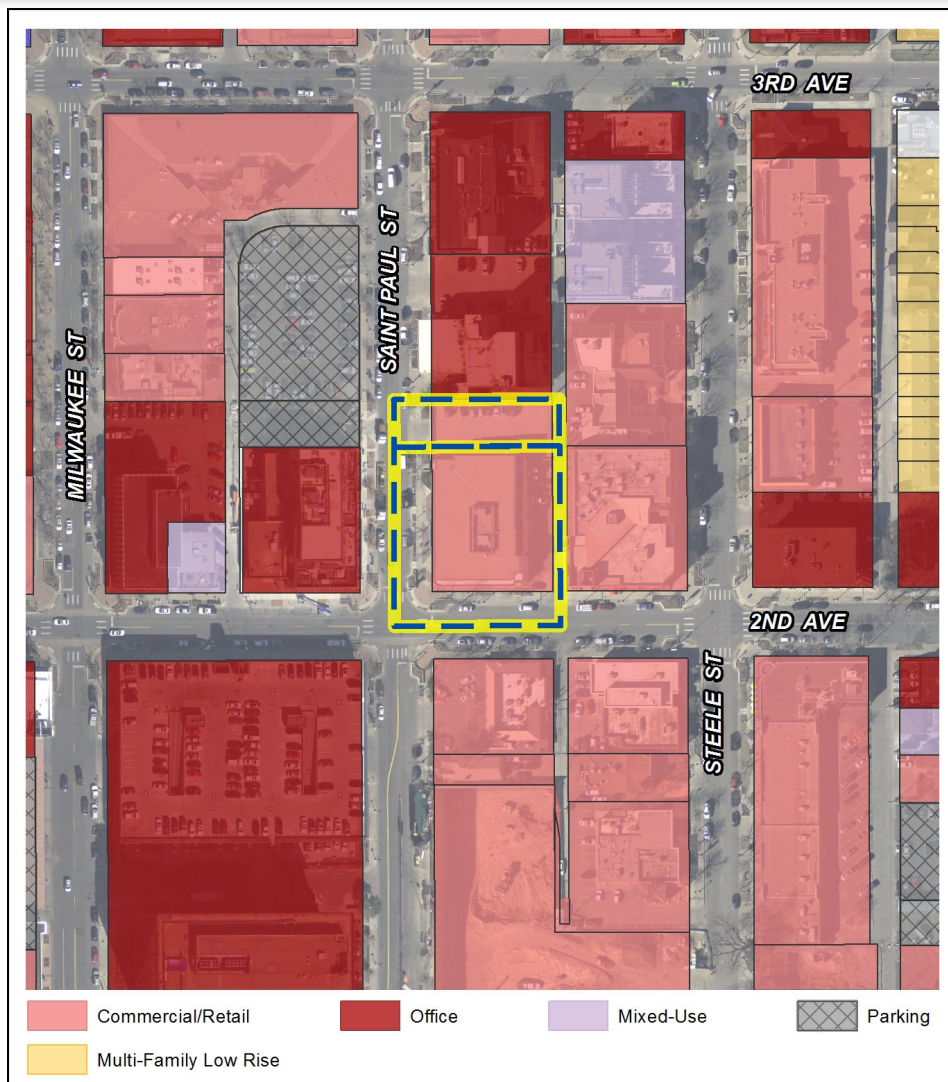 3RD AVE
SAINT PAUL ST
MILWAUKEE ST
2ND AVE
STEELE ST
Commercial/Retail
Office
Mixed-Use
Parking
Multi-Family Low Rise